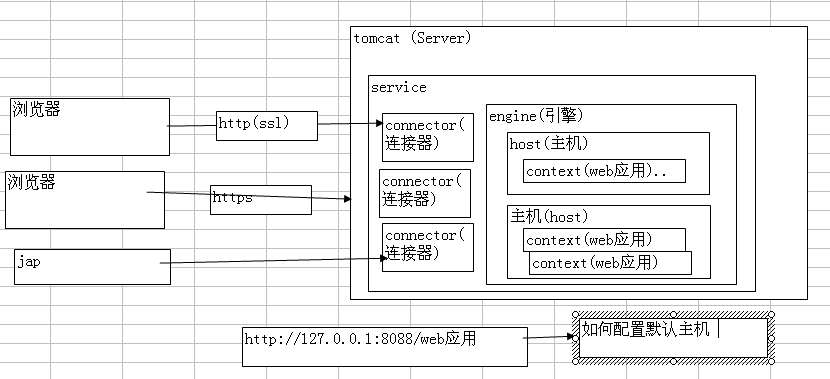 tomcat (Server)
service
浏览器
http(ssl)
connector(
连接器)
engine(引擎)
host(主机)
context(web应用)..
浏览器
https
connector(
连接器)
主机(host)
context(web应用)
context(web应用)
jap
connector(
连接器)
http://127.0.0.1:8088/web应用
如何配置默认主机